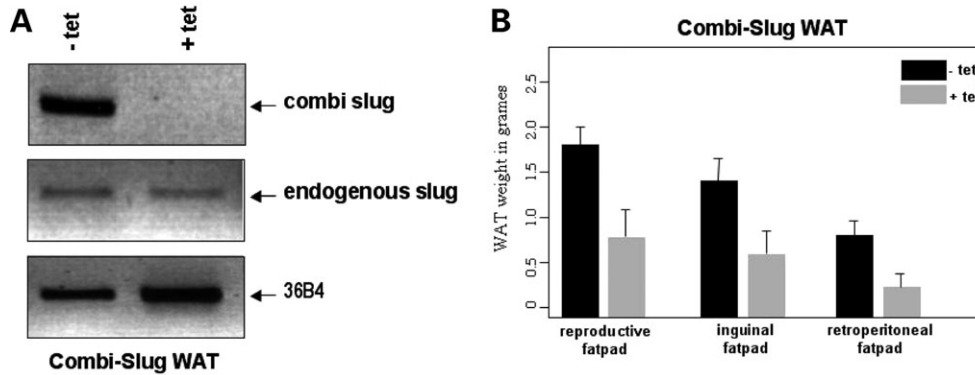 A
- tet
+ tet
combi slug
endogenous slug
36B4
Combi-Slug WAT
B
Combi-Slug WAT
- tet
+ te
WAT weight in grames
2.5
2.0
1.5
1.0
0.5
0
reproductive
fatpad
inguinal
fatpad
retroperitoneal
fatpad